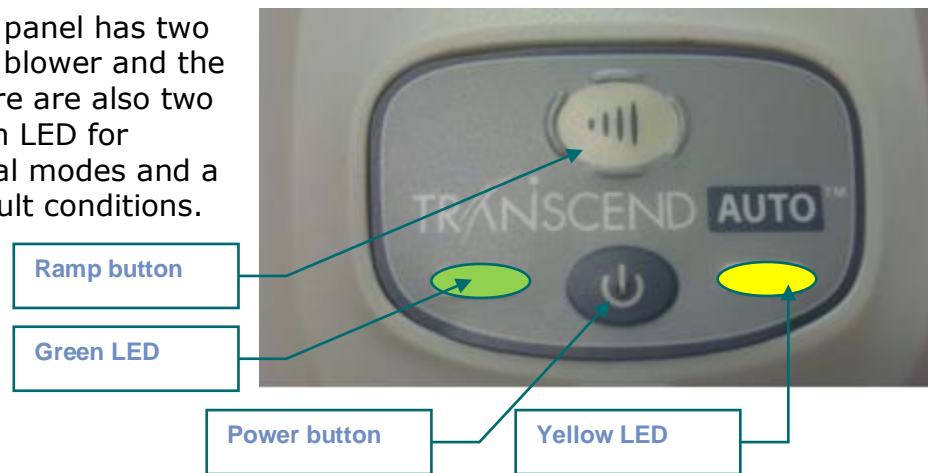 panel has two
blower and the
re are also two
n LED for
al modes and a
ult conditions.
TRANSCEND AUTO™
Ramp button
Green LED
Power button
Yellow LED